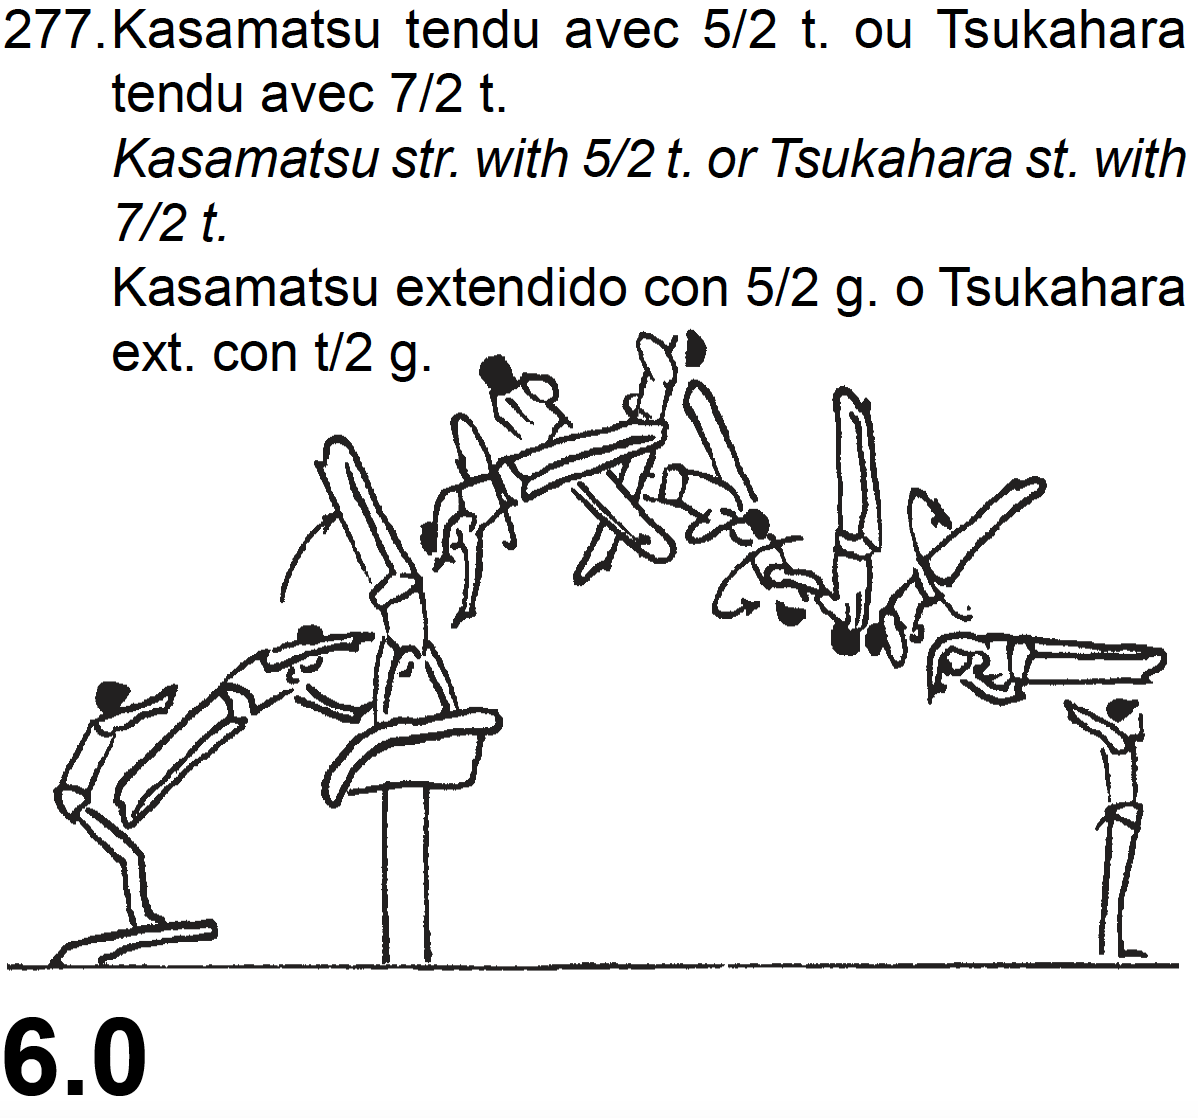 277. Kasamatsu tendu avec 5/2 t. ou Tsukahara
tendu avec 7/2 t.
Kasamatsu str. with 5/2 t. or Tsukahara st. with
7/2 t.
Kasamatsu extendido con 5/2 g. o Tsukahara
ext. con t/2 g.
6.0